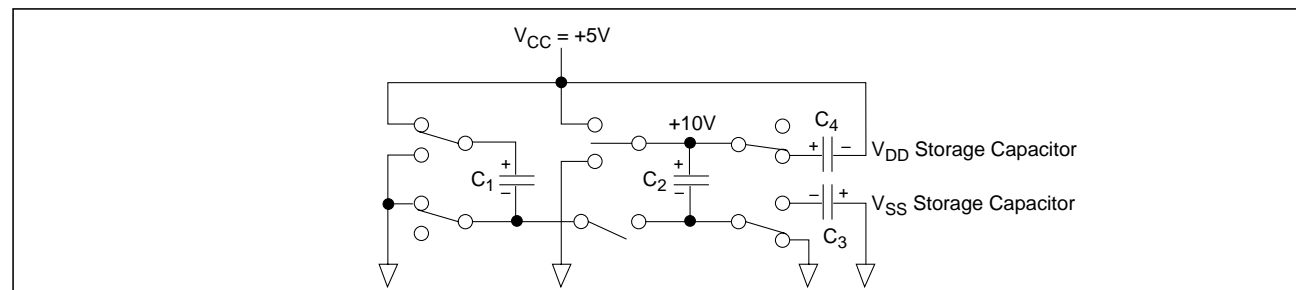 V_CC = +5V
+10V
C_4
+ −
V_DD Storage Capacitor
+
C_1
−
+
C_2
−
− +
V_SS Storage Capacitor
C_3